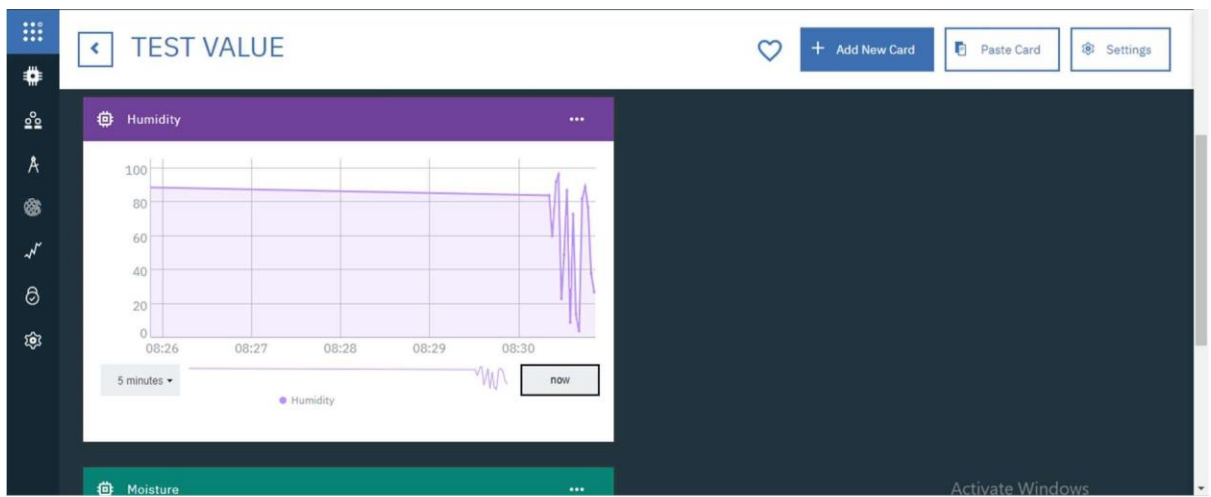 TEST VALUE
+ Add New Card
Paste Card
Settings
Humidity
100
80
60
40
20
0
08:26 08:27 08:28 08:29 08:30
5 minutes
now
Humidity
Moisture
Activate Windows